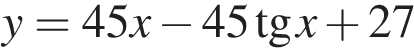 y = 45x − 45 tg x + 27